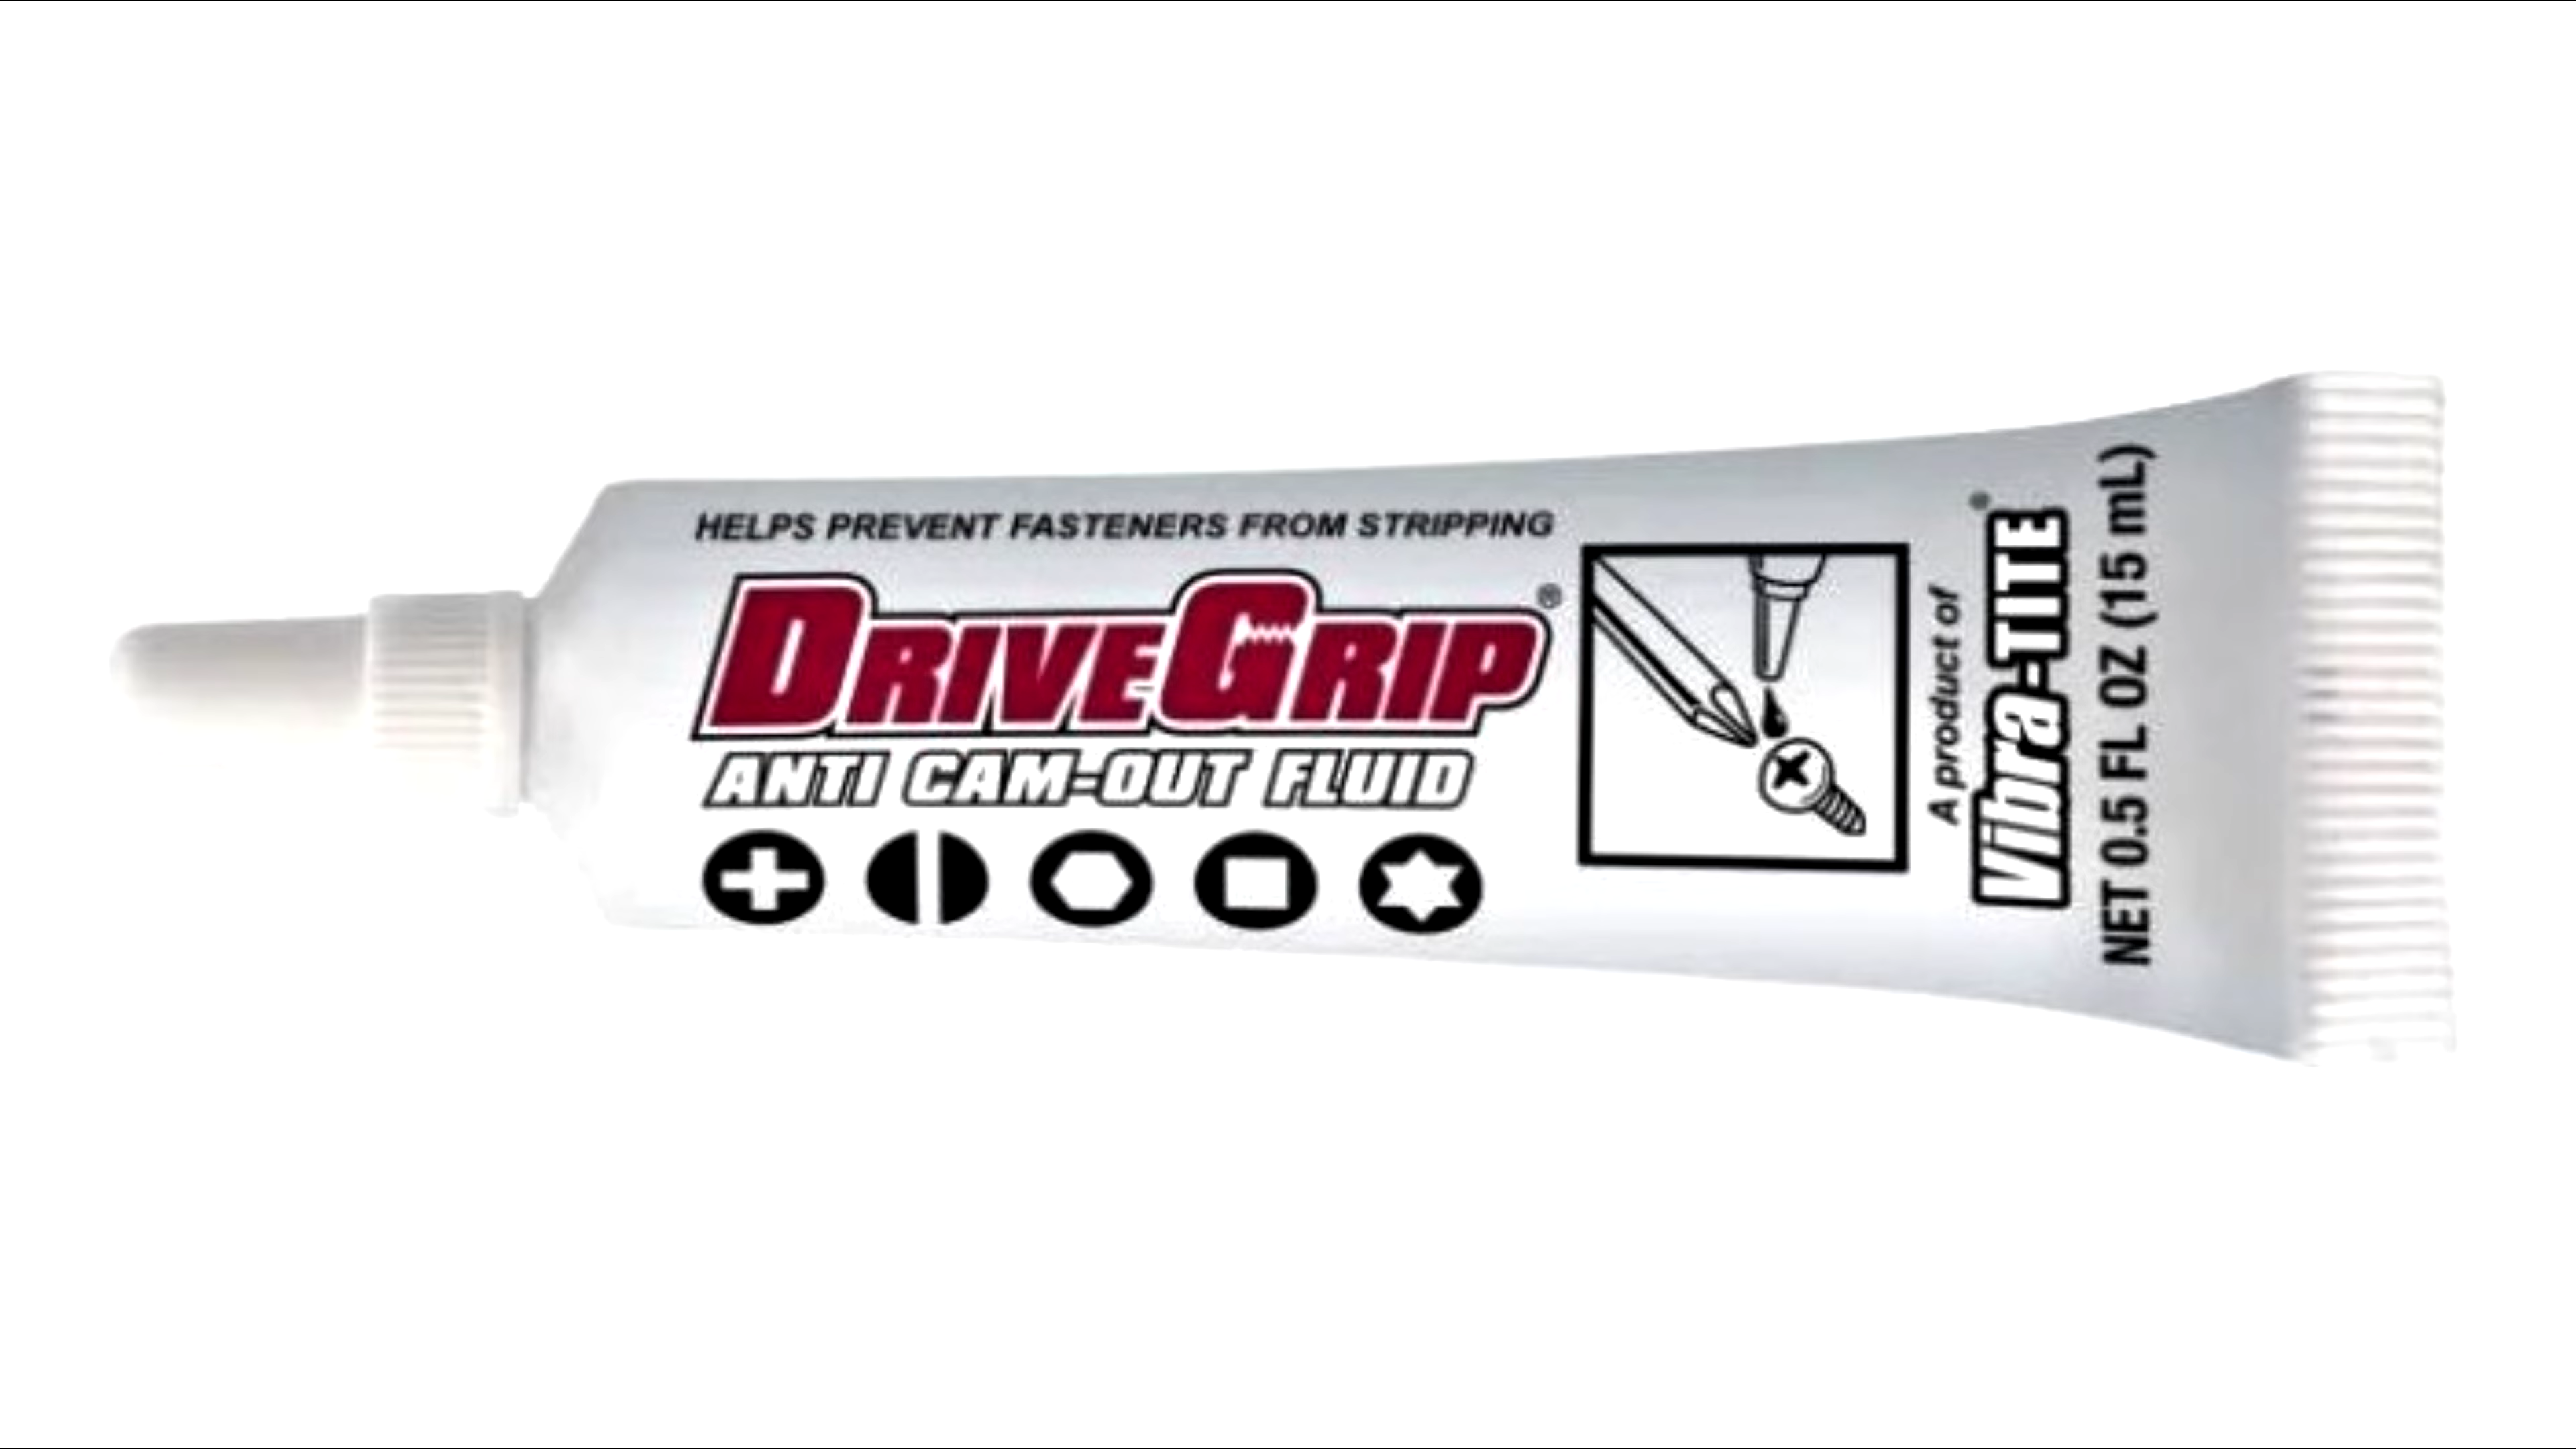 HELPS PREVENT FASTENERS FROM STRIPPING
DRIVEGRIP®
ANTI CAM-OUT FLUID
A product of
Vibra-TITE®
NET 0.5 FL OZ (15 mL)